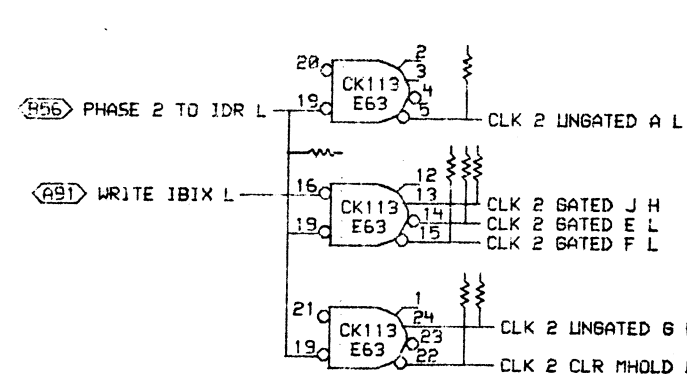 20 2
3
CK113 4
E63 5
B56 PHASE 2 TO IDR L 19
CLK 2 UNGATED A L
12
A91 WRITE IBIX L 16 13
CK113 14 CLK 2 GATED J H
E63 15 CLK 2 GATED E L
19 CLK 2 GATED F L
1
21 24
CK113 23 CLK 2 UNGATED G
E63 22
19 CLK 2 CLR MHOLD